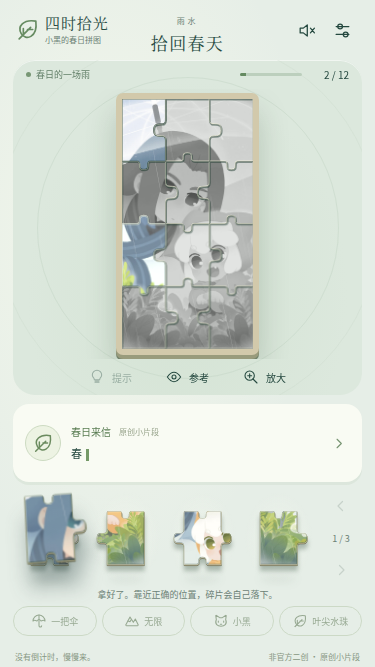 四时拾光
小黑的春日拼图
雨水
拾回春天
春日的一场雨
2 / 12
提示
参考
放大
春日来信 原创小片段
春
1 / 3
拿好了。靠近正确的位置，碎片会自己落下。
一把伞
无限
小黑
叶尖水珠
没有倒计时，慢慢来。
非官方二创 · 原创片段